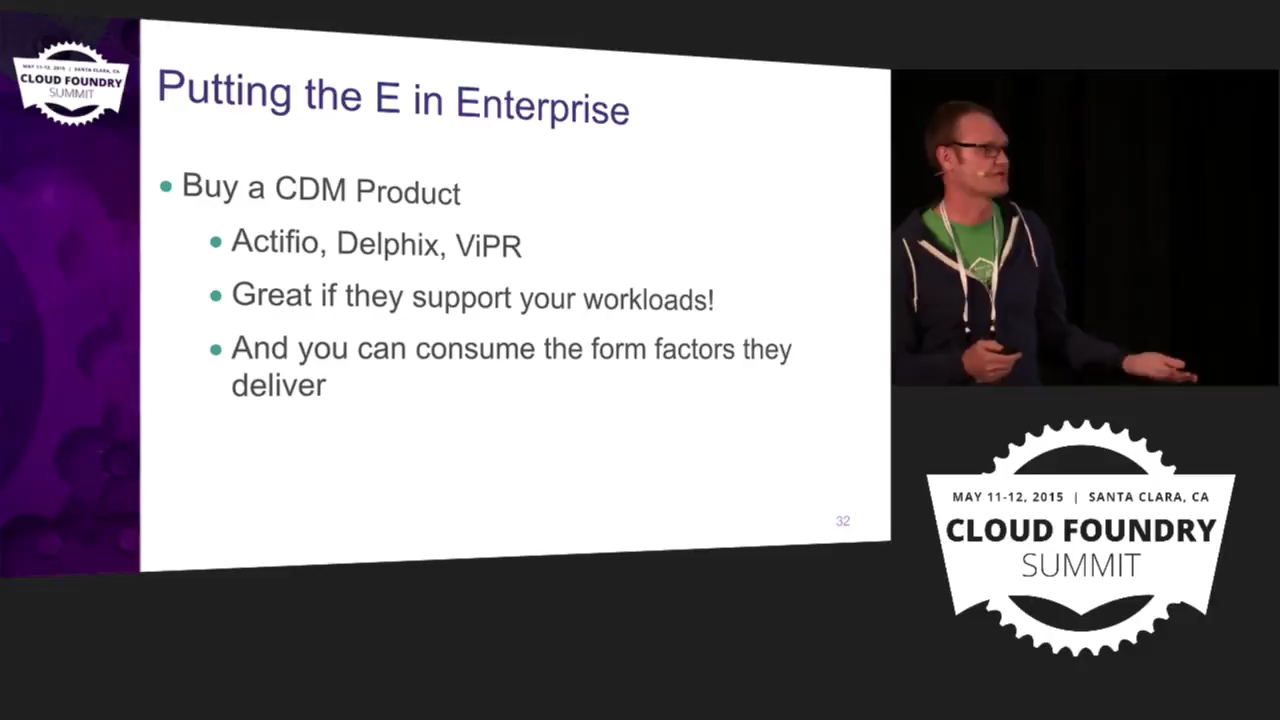 MAY 11-12, 2015 | SANTA CLARA, CA
CLOUD FOUNDRY
SUMMIT
Putting the E in Enterprise
• Buy a CDM Product
• Actifio, Delphix, ViPR
• Great if they support your workloads!
• And you can consume the form factors they
deliver
32
MAY 11-12, 2015 | SANTA CLARA, CA
CLOUD FOUNDRY
SUMMIT